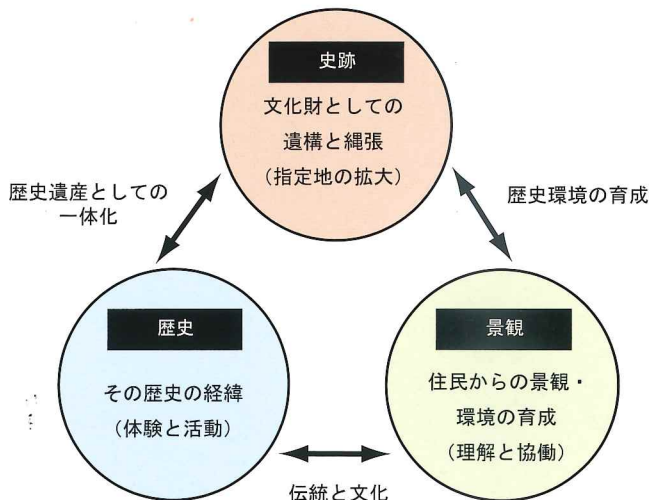 史跡
文化財としての
遺構と縄張
(指定地の拡大)
歴史遺産としての
一体化
歴史環境の育成
歴史
その歴史の経緯
(体験と活動)
景観
住民からの景観・
環境の育成
(理解と協働)
伝統と文化